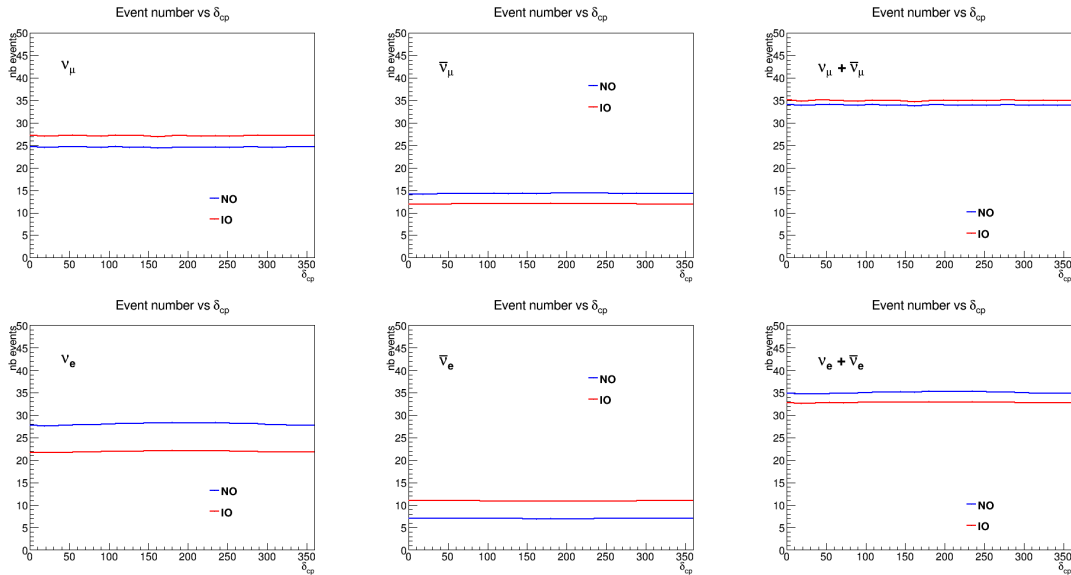 Event number vs δcp
nb events
50
45
40
35
30
25
20
15
10
5
0
νμ
NO
IO
0 50 100 150 200 250 300 350
δcp
Event number vs δcp
nb events
50
45
40
35
30
25
20
15
10
5
0
ν̅μ
NO
IO
0 50 100 150 200 250 300 350
δcp
Event number vs δcp
nb events
50
45
40
35
30
25
20
15
10
5
0
νμ + ν̅μ
NO
IO
0 50 100 150 200 250 300 350
δcp
Event number vs δcp
nb events
50
45
40
35
30
25
20
15
10
5
0
νe
NO
IO
0 50 100 150 200 250 300 350
δcp
Event number vs δcp
nb events
50
45
40
35
30
25
20
15
10
5
0
ν̅e
NO
IO
0 50 100 150 200 250 300 350
δcp
Event number vs δcp
nb events
50
45
40
35
30
25
20
15
10
5
0
νe + ν̅e
NO
IO
0 50 100 150 200 250 300 350
δcp